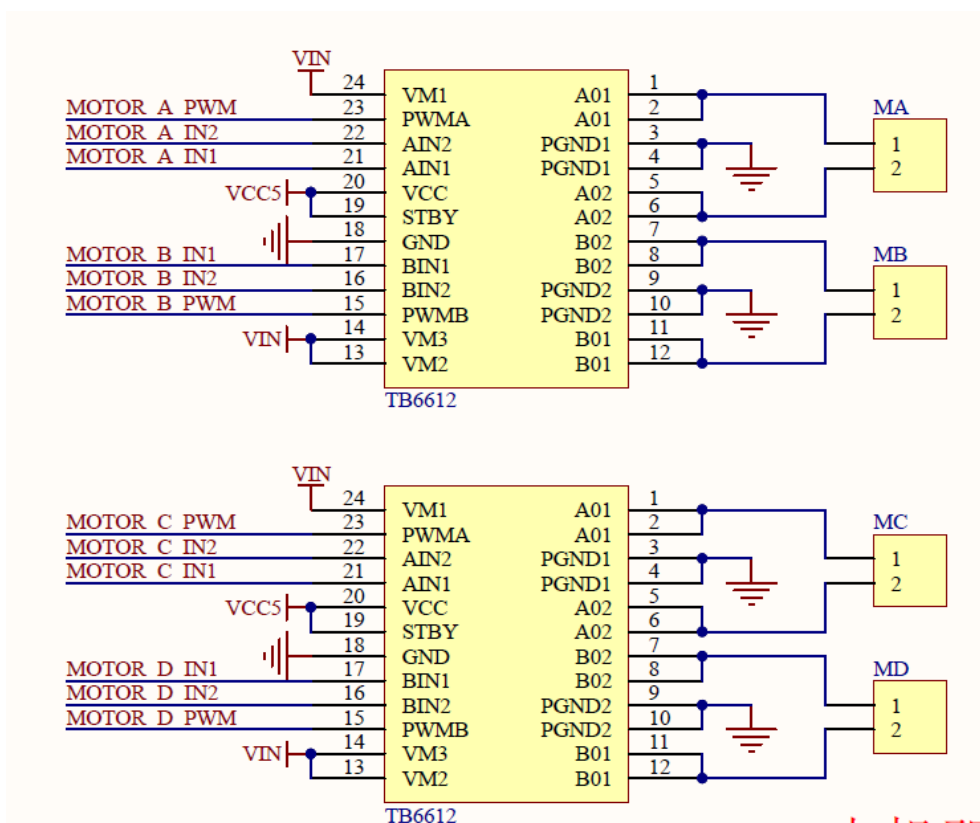 VIN
24 VM1 A01 1
MOTOR_A_PWM 23 PWMA A01 2 MA
MOTOR_A_IN2 22 AIN2 PGND1 3 1
MOTOR_A_IN1 21 AIN1 PGND1 4 2
VCC5 20 VCC A02 5
19 STBY A02 6
18 GND B02 7
MOTOR_B_IN1 17 BIN1 B02 8 MB
MOTOR_B_IN2 16 BIN2 PGND2 9 1
MOTOR_B_PWM 15 PWMB PGND2 10 2
VIN 14 VM3 B01 11
13 VM2 B01 12
TB6612
VIN
24 VM1 A01 1
MOTOR_C_PWM 23 PWMA A01 2 MC
MOTOR_C_IN2 22 AIN2 PGND1 3 1
MOTOR_C_IN1 21 AIN1 PGND1 4 2
VCC5 20 VCC A02 5
19 STBY A02 6
18 GND B02 7
MOTOR_D_IN1 17 BIN1 B02 8 MD
MOTOR_D_IN2 16 BIN2 PGND2 9 1
MOTOR_D_PWM 15 PWMB PGND2 10 2
VIN 14 VM3 B01 11
13 VM2 B01 12
TB6612